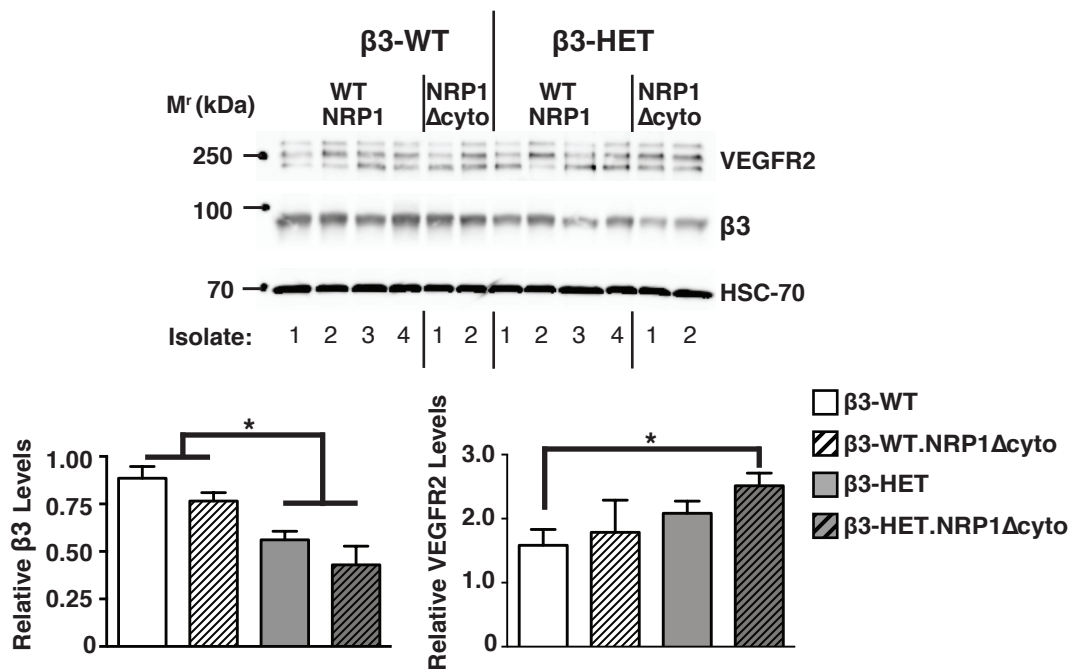 β3-WT β3-HET
WT NRP1 WT NRP1
Mʳ (kDa) NRP1 Δcyto NRP1 Δcyto
250 VEGFR2
100
β3
70 HSC-70
Isolate: 1 2 3 4 1 2 1 2 3 4 1 2
β3-WT
β3-WT.NRP1Δcyto
β3-HET
β3-HET.NRP1Δcyto
Relative β3 Levels
*
1.00
0.75
0.50
0.25
0
Relative VEGFR2 Levels
*
3.0
2.0
1.0
0